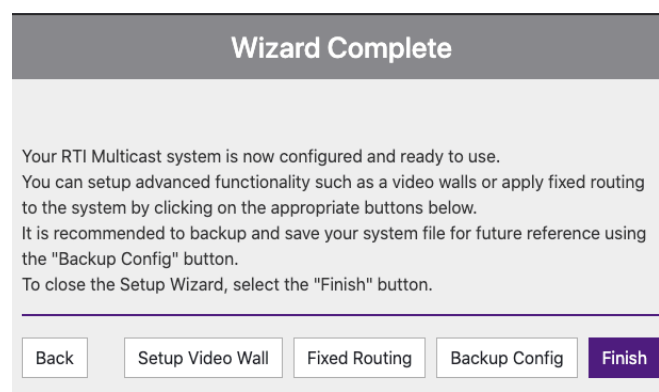 Wizard Complete
Your RTI Multicast system is now configured and ready to use.
You can setup advanced functionality such as a video walls or apply fixed routing
to the system by clicking on the appropriate buttons below.
It is recommended to backup and save your system file for future reference using
the "Backup Config" button.
To close the Setup Wizard, select the "Finish" button.
Back Setup Video Wall Fixed Routing Backup Config Finish